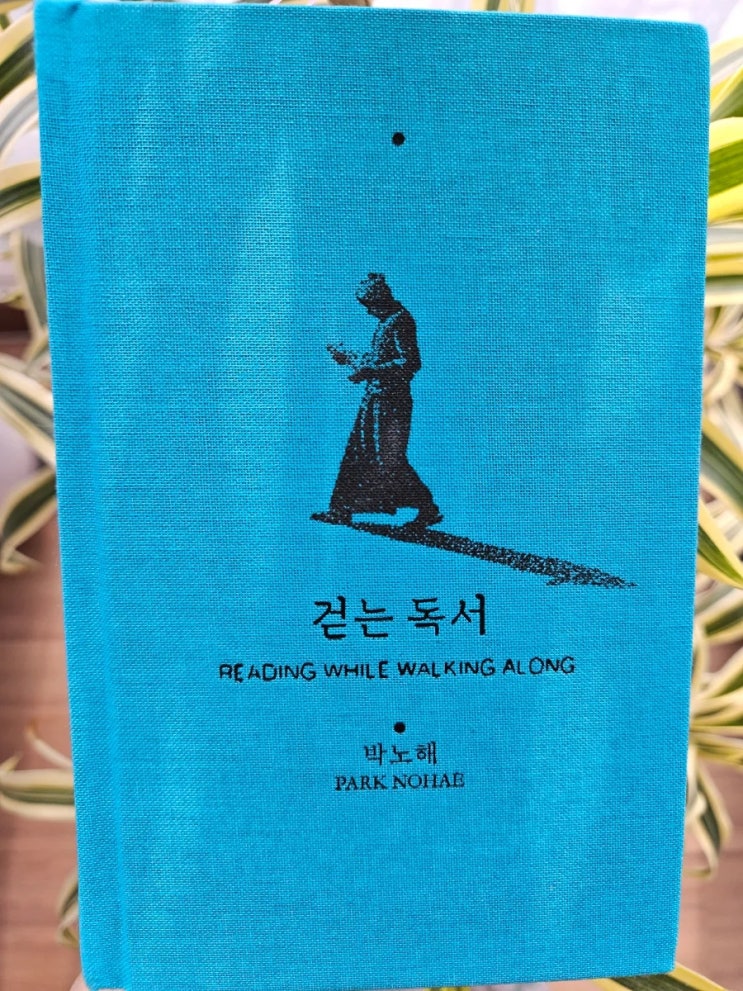 걷는 독서
READING WHILE WALKING ALONG
박노해
PARK NOHAE